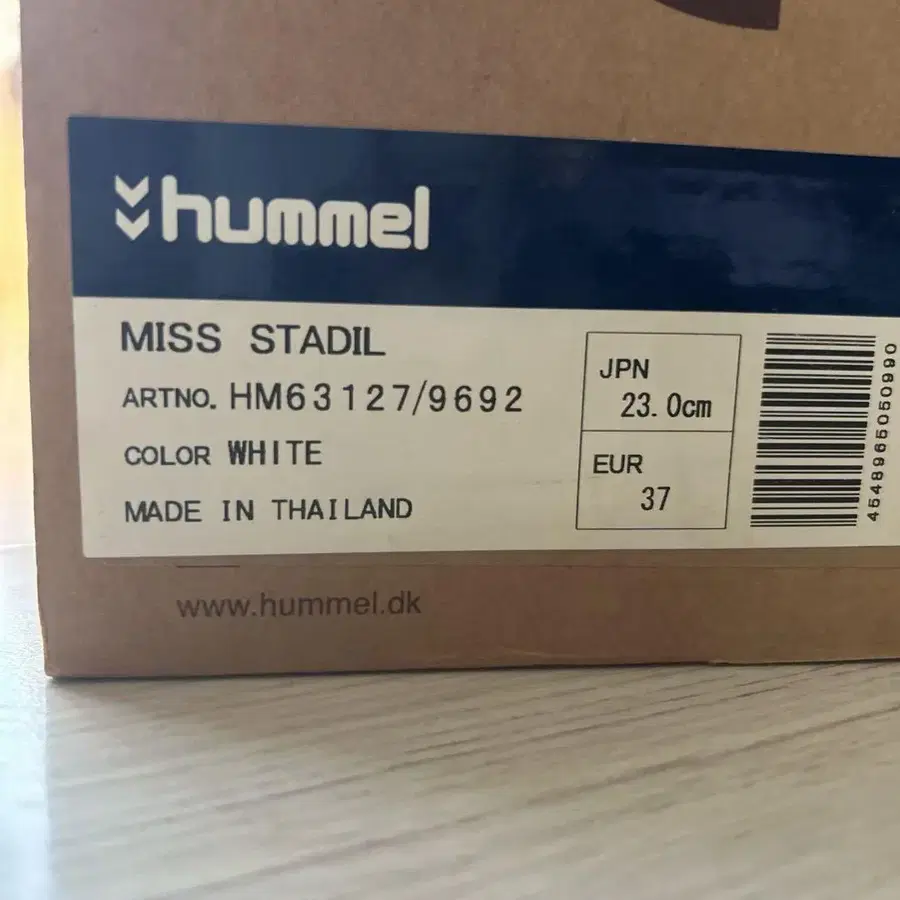 hummel
MISS STADIL
ARTNO. HM63127/9692
COLOR WHITE
MADE IN THAILAND
JPN
23.0cm
EUR
37
4548965050990
www.hummel.dk